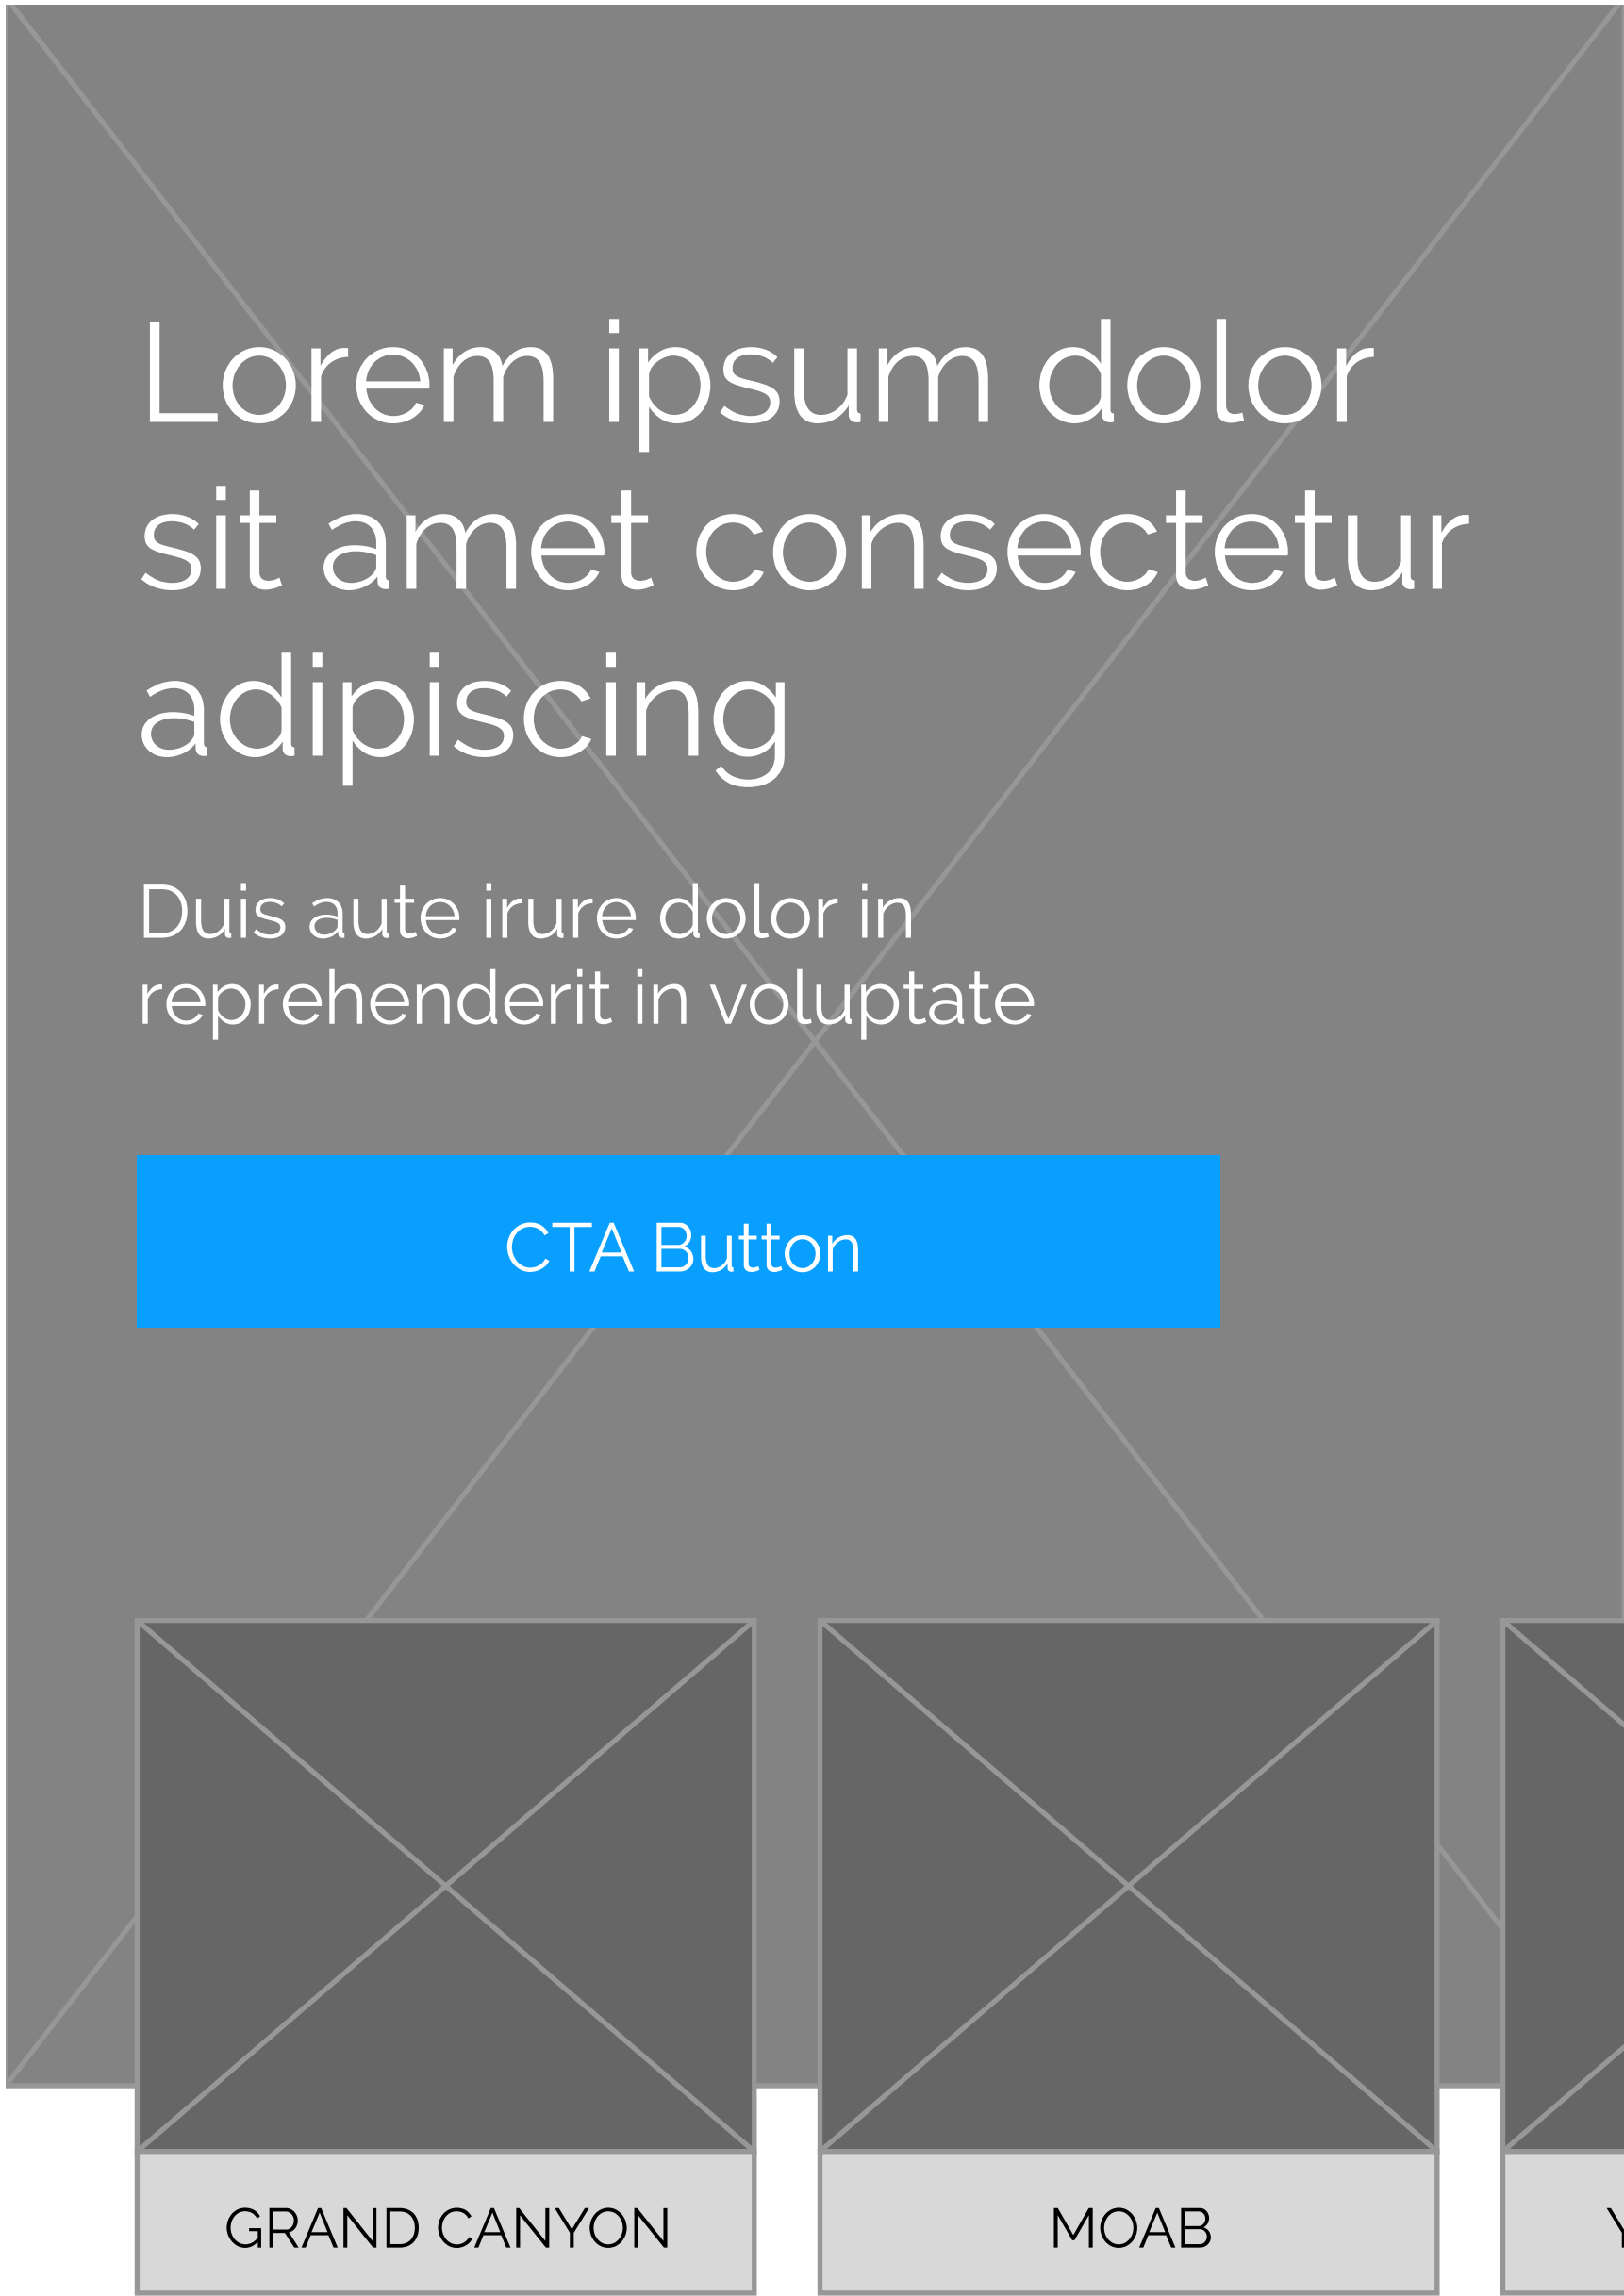 Lorem ipsum dolor
sit amet consectetur
adipiscing
Duis aute irure dolor in
reprehenderit in voluptate
CTA Button
GRAND CANYON
MOAB